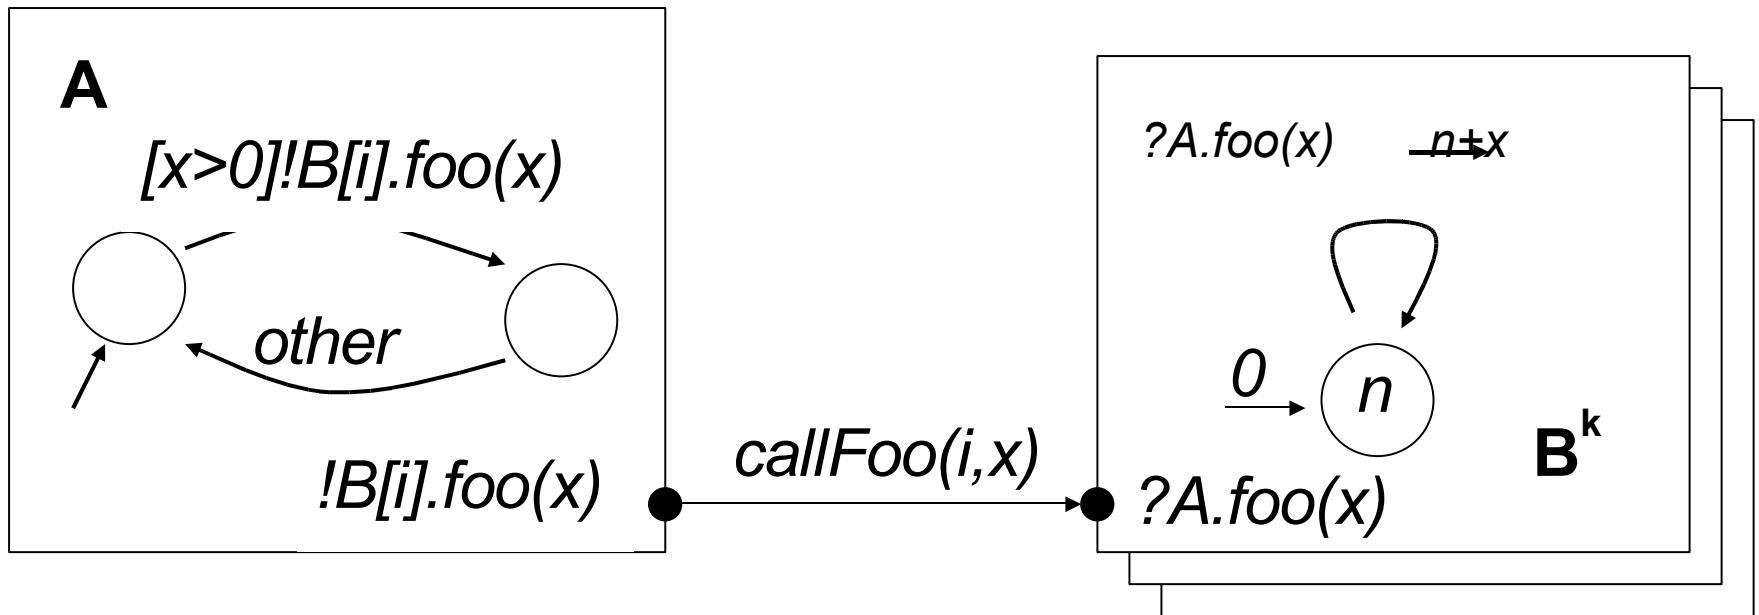 A
[x>0]!B[i].foo(x)
other
!B[i].foo(x)
callFoo(i,x)
?A.foo(x) n+x
0
n
B^k
?A.foo(x)